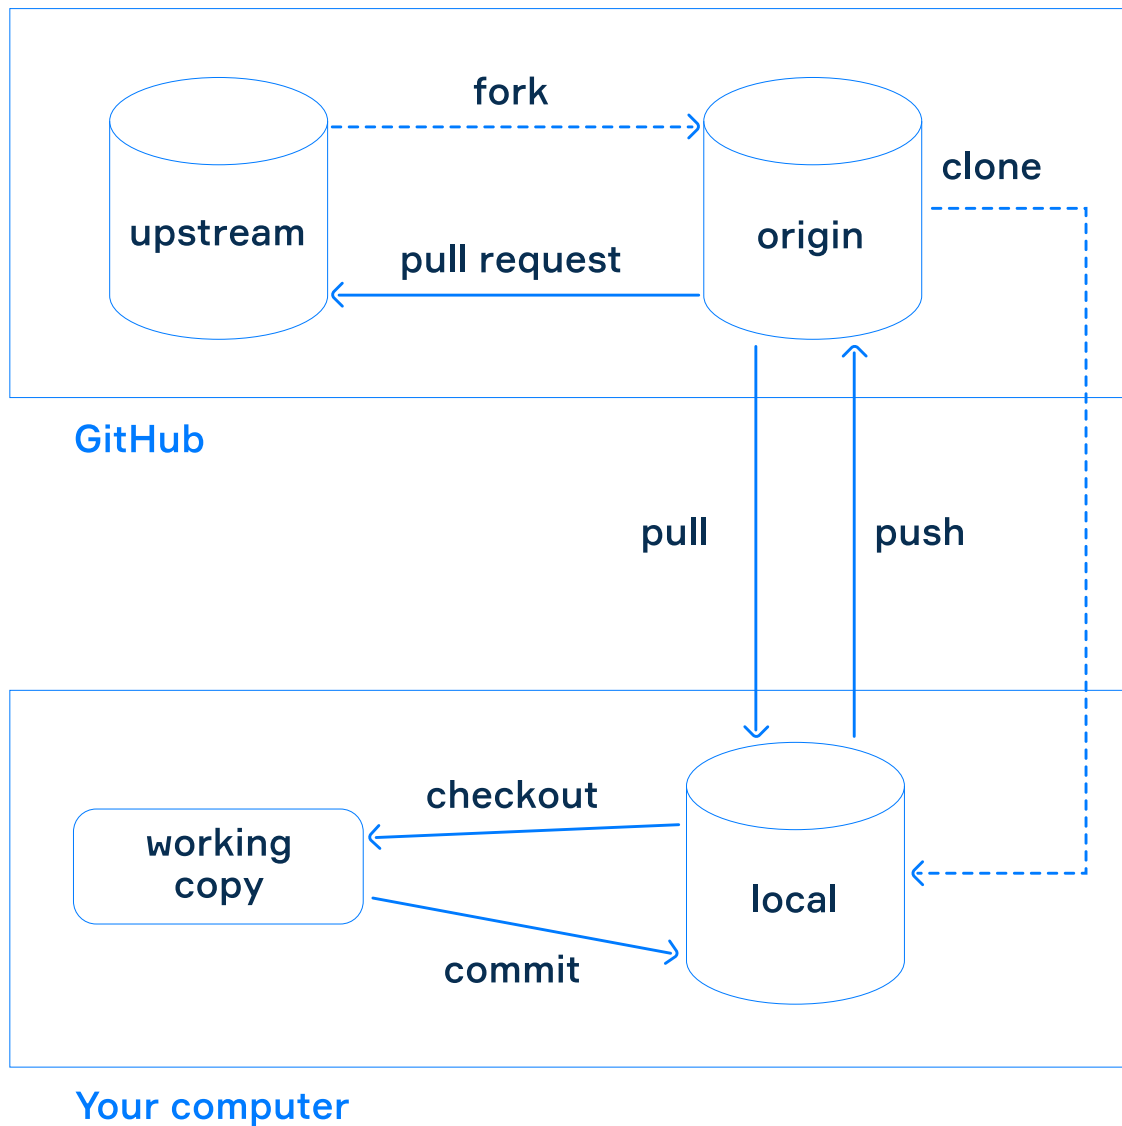 fork
clone
upstream
origin
pull request
GitHub
pull
push
checkout
working
copy
local
commit
Your computer